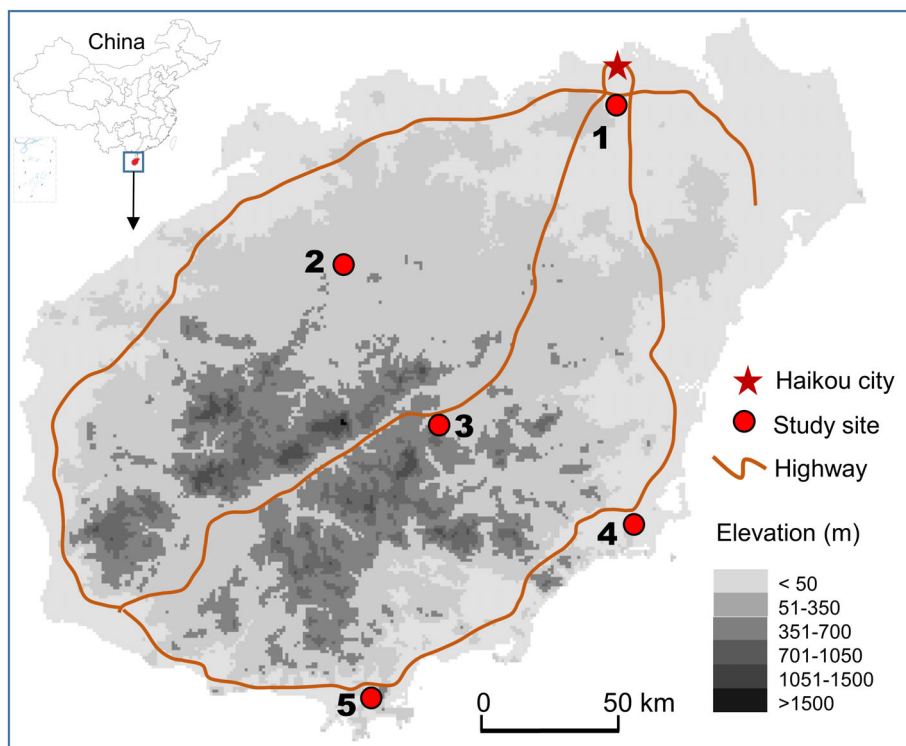 China
1
2
3
4
5
Haikou city
Study site
Highway
Elevation (m)
< 50
51-350
351-700
701-1050
1051-1500
>1500
0 50 km